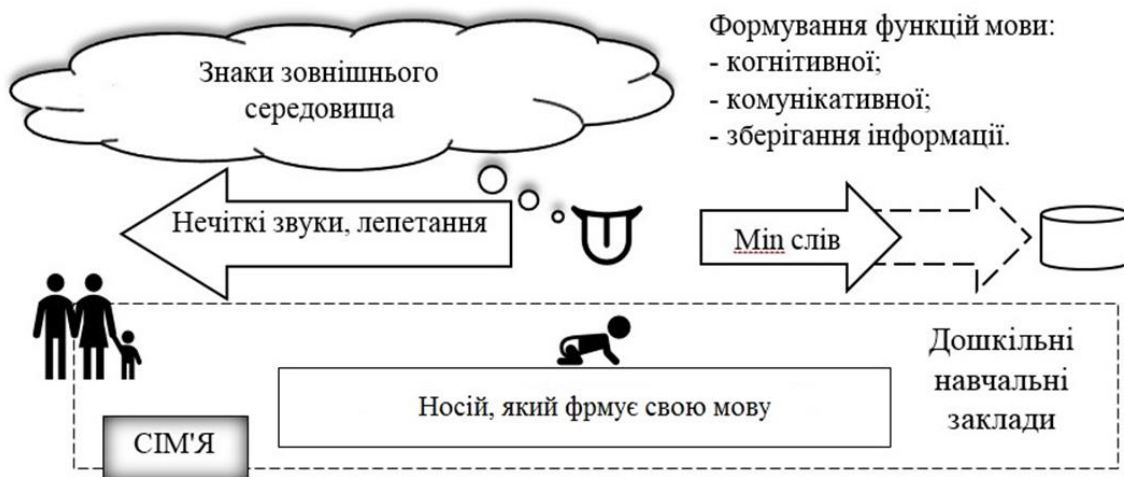 Знаки зовнішнього
середовища
Формування функцій мови:
- когнітивної;
- комунікативної;
- зберігання інформації.
Нечіткі звуки, лепетання
Min слів
Носій, який фрмує свою мову
Дошкільні
навчальні
заклади
СІМ'Я